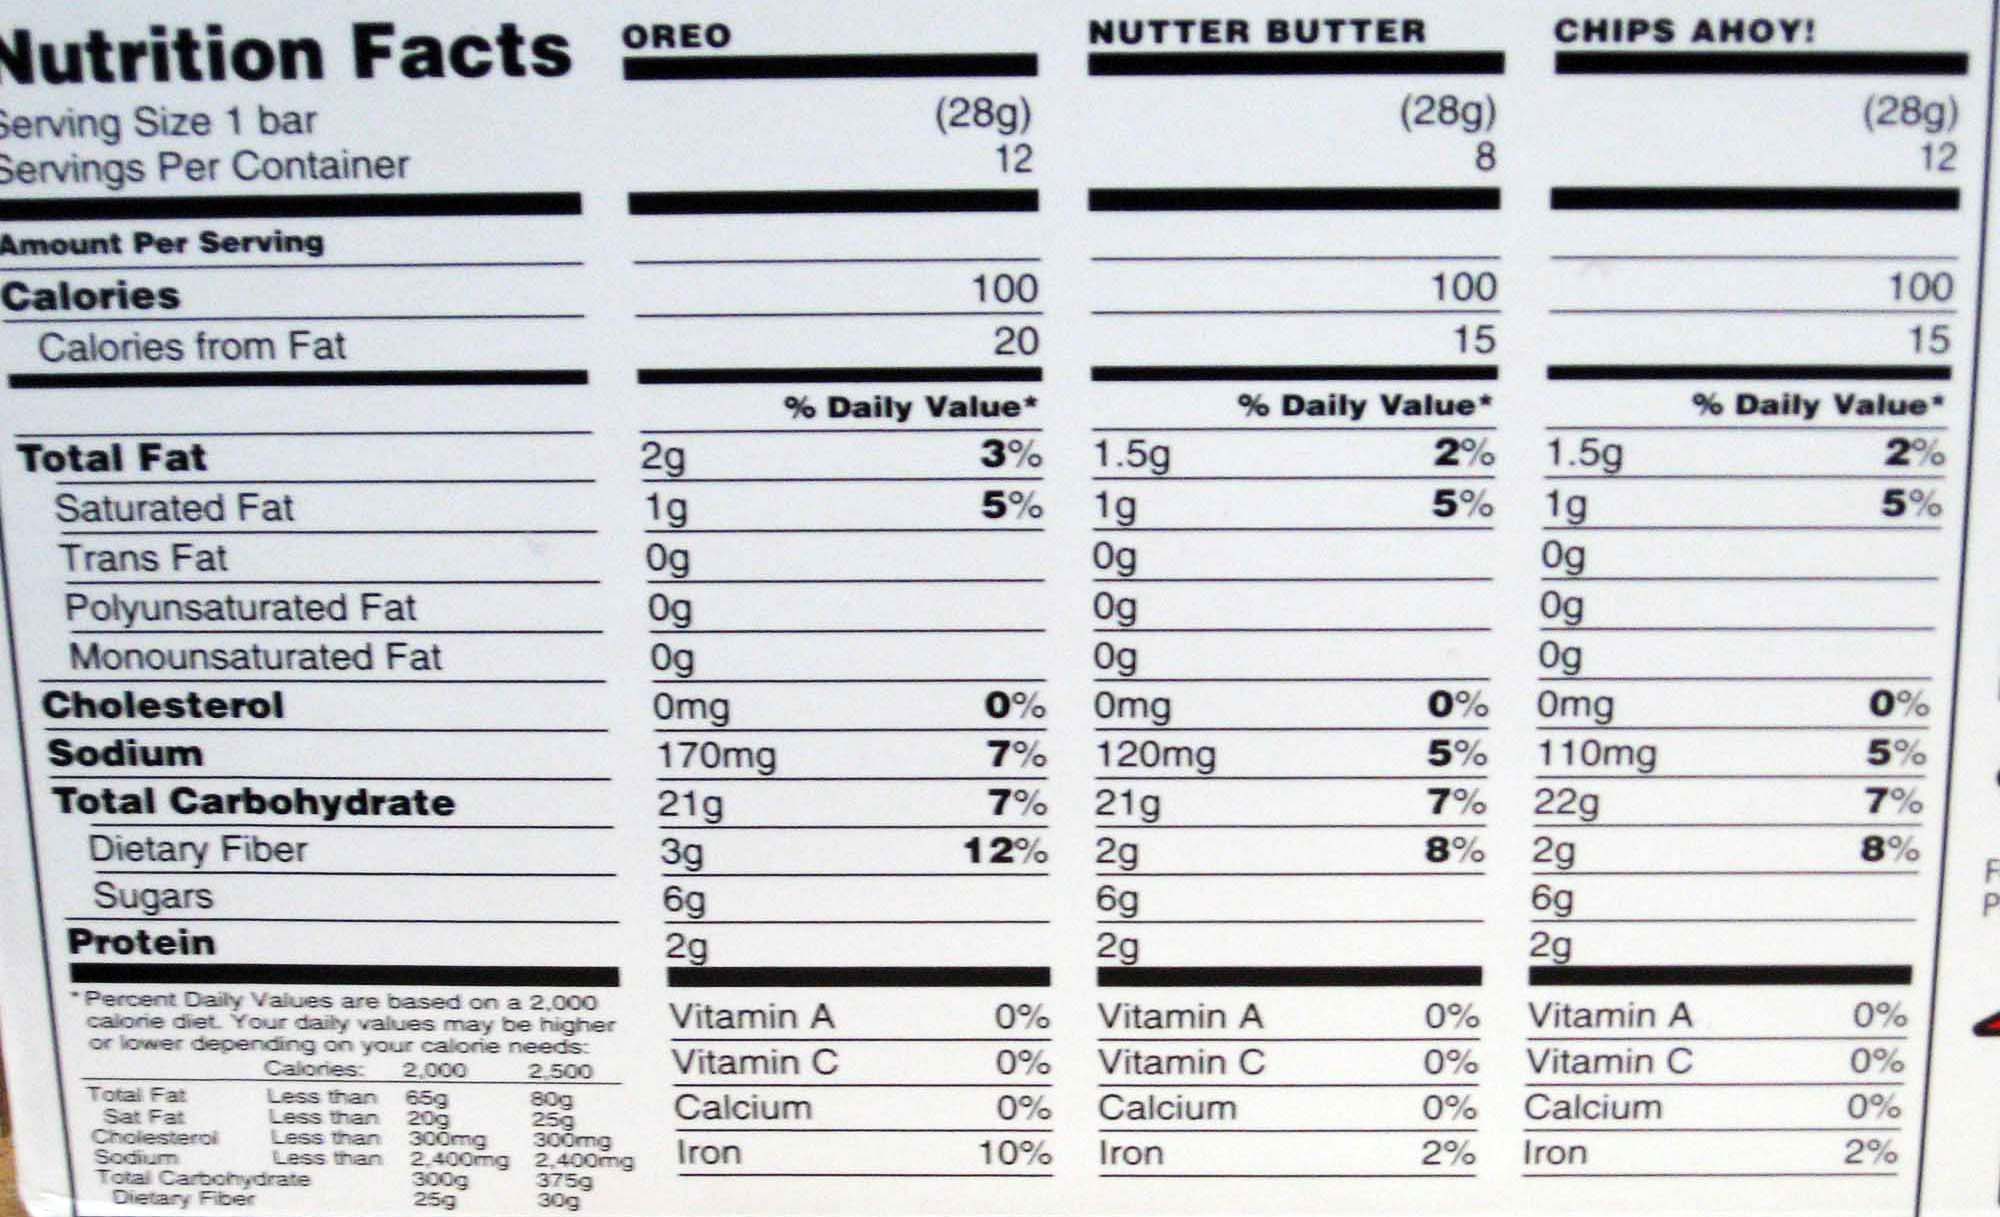 Nutrition Facts OREO NUTTER BUTTER CHIPS AHOY!
Serving Size 1 bar (28g) (28g) (28g)
Servings Per Container 12 8 12
Amount Per Serving
Calories 100 100 100
Calories from Fat 20 15 15
% Daily Value* % Daily Value* % Daily Value*
Total Fat 2g 3% 1.5g 2% 1.5g 2%
Saturated Fat 1g 5% 1g 5% 1g 5%
Trans Fat 0g 0g 0g
Polyunsaturated Fat 0g 0g 0g
Monounsaturated Fat 0g 0g 0g
Cholesterol 0mg 0% 0mg 0% 0mg 0%
Sodium 170mg 7% 120mg 5% 110mg 5%
Total Carbohydrate 21g 7% 21g 7% 22g 7%
Dietary Fiber 3g 12% 2g 8% 2g 8%
Sugars 6g 6g 6g
Protein 2g 2g 2g
*Percent Daily Values are based on a 2,000
calorie diet. Your daily values may be higher
or lower depending on your calorie needs:
Calories: 2,000 2,500
Total Fat Less than 65g 80g
Sat Fat Less than 20g 25g
Cholesterol Less than 300mg 300mg
Sodium Less than 2,400mg 2,400mg
Total Carbohydrate 300g 375g
Dietary Fiber 25g 30g
Vitamin A 0% Vitamin A 0% Vitamin A 0%
Vitamin C 0% Vitamin C 0% Vitamin C 0%
Calcium 0% Calcium 0% Calcium 0%
Iron 10% Iron 2% Iron 2%